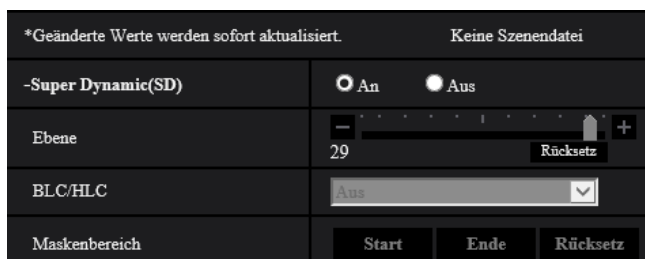 *Geänderte Werte werden sofort aktualisiert. Keine Szenendatei
-Super Dynamic(SD) An Aus
Ebene - +
29 Rücksetz
BLC/HLC Aus
Maskenbereich Start Ende Rücksetz